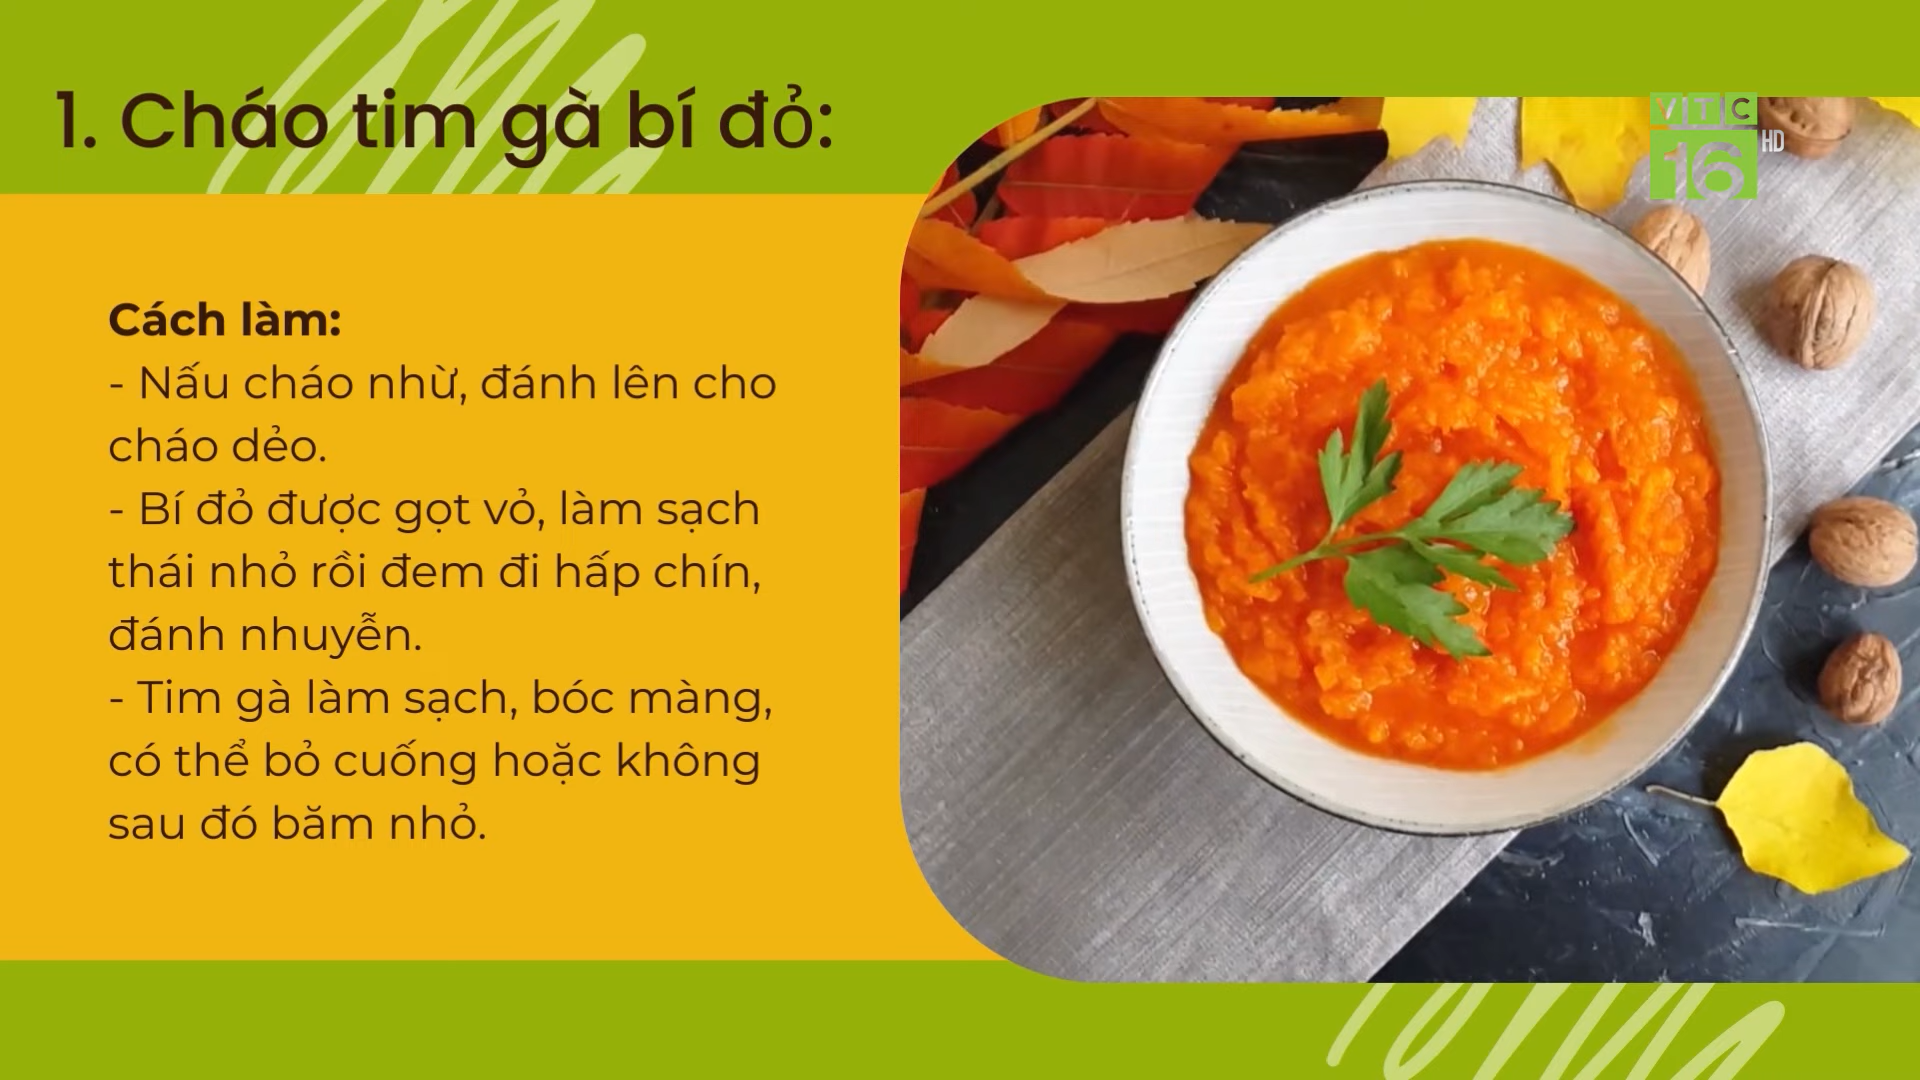 1. Cháo tim gà bí đỏ:
VTC
16 HD
Cách làm:
- Nấu cháo nhừ, đánh lên cho
cháo dẻo.
- Bí đỏ được gọt vỏ, làm sạch
thái nhỏ rồi đem đi hấp chín,
đánh nhuyễn.
- Tim gà làm sạch, bóc màng,
có thể bỏ cuống hoặc không
sau đó băm nhỏ.